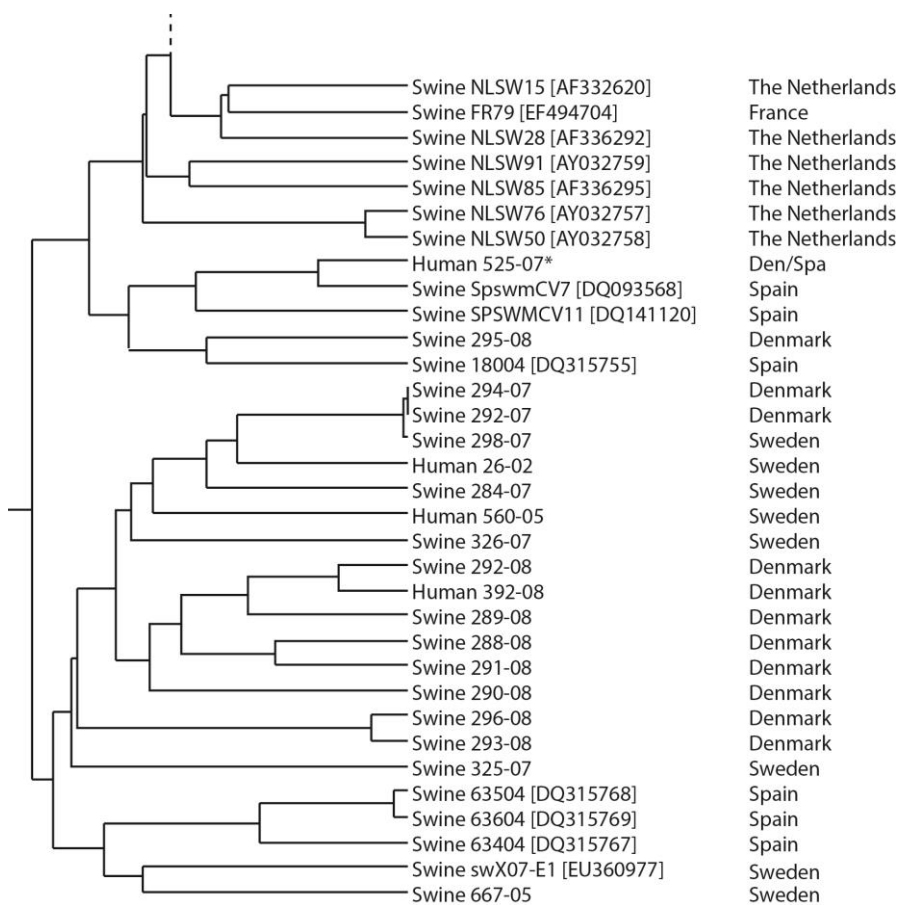 Swine NLSW15 [AF332620] The Netherlands
Swine FR79 [EF494704] France
Swine NLSW28 [AF336292] The Netherlands
Swine NLSW91 [AY032759] The Netherlands
Swine NLSW85 [AF336295] The Netherlands
Swine NLSW76 [AY032757] The Netherlands
Swine NLSW50 [AY032758] The Netherlands
Human 525-07* Den/Spa
Swine SpswmCV7 [DQ093568] Spain
Swine SPSWMCV11 [DQ141120] Spain
Swine 295-08 Denmark
Swine 18004 [DQ315755] Spain
Swine 294-07 Denmark
Swine 292-07 Denmark
Swine 298-07 Sweden
Human 26-02 Sweden
Swine 284-07 Sweden
Human 560-05 Sweden
Swine 326-07 Sweden
Swine 292-08 Denmark
Human 392-08 Denmark
Swine 289-08 Denmark
Swine 288-08 Denmark
Swine 291-08 Denmark
Swine 290-08 Denmark
Swine 296-08 Denmark
Swine 293-08 Denmark
Swine 325-07 Sweden
Swine 63504 [DQ315768] Spain
Swine 63604 [DQ315769] Spain
Swine 63404 [DQ315767] Spain
Swine swX07-E1 [EU360977] Sweden
Swine 667-05 Sweden